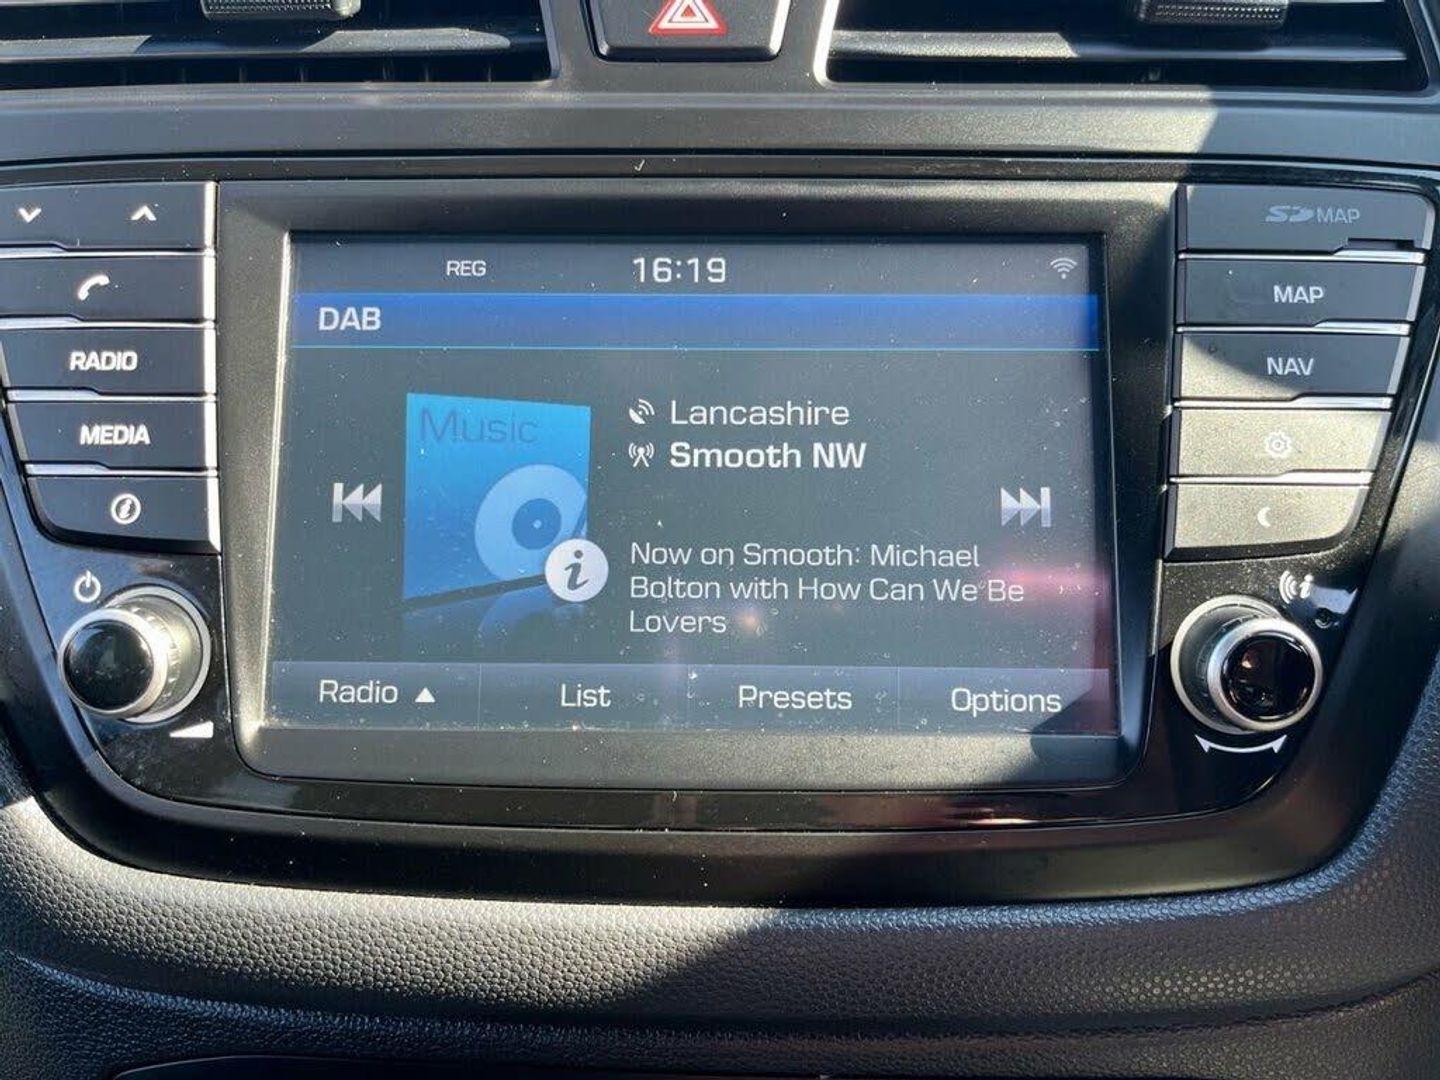 REG 16:19
DAB
Music
Lancashire
Smooth NW
Now on Smooth: Michael
Bolton with How Can We Be
Lovers
Radio ▲ List Presets Options
RADIO
MEDIA
SD MAP
MAP
NAV